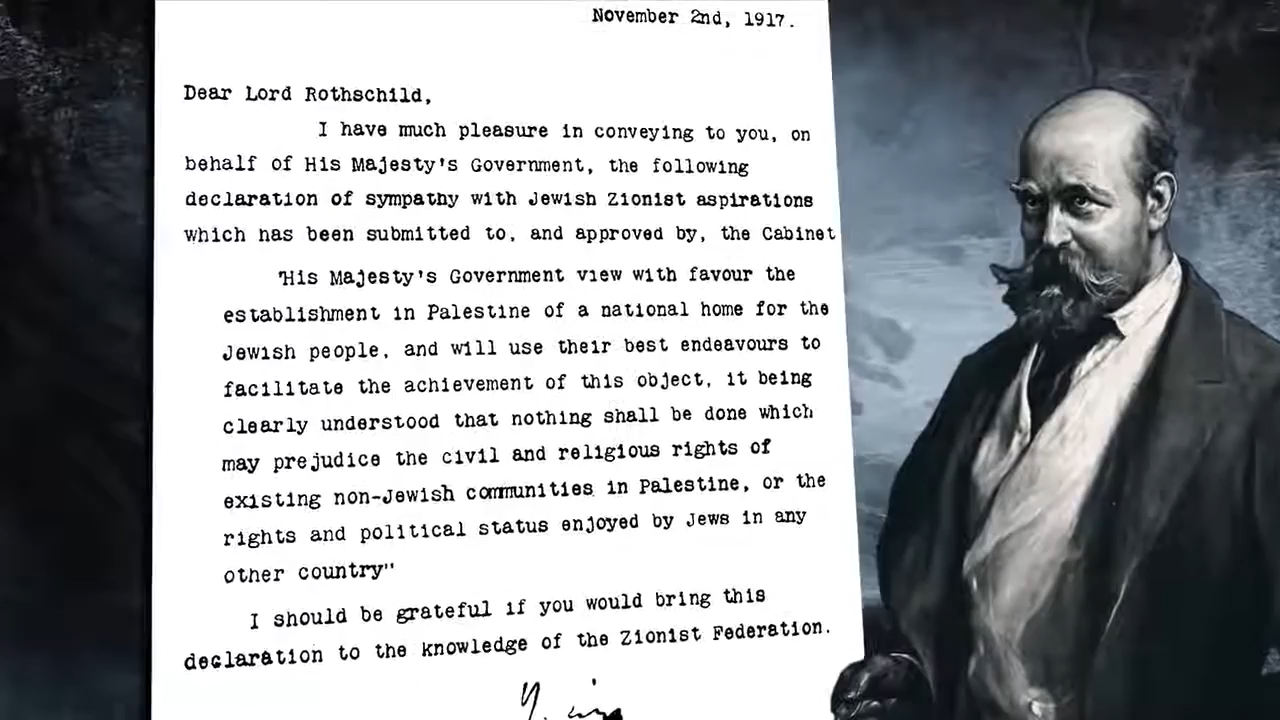 November 2nd, 1917.
Dear Lord Rothschild,
I have much pleasure in conveying to you, on
behalf of His Majesty's Government, the following
declaration of sympathy with Jewish Zionist aspirations
which has been submitted to, and approved by, the Cabinet
"His Majesty's Government view with favour the
establishment in Palestine of a national home for the
Jewish people, and will use their best endeavours to
facilitate the achievement of this object, it being
clearly understood that nothing shall be done which
may prejudice the civil and religious rights of
existing non-Jewish communities in Palestine, or the
rights and political status enjoyed by Jews in any
other country"
I should be grateful if you would bring this
declaration to the knowledge of the Zionist Federation.